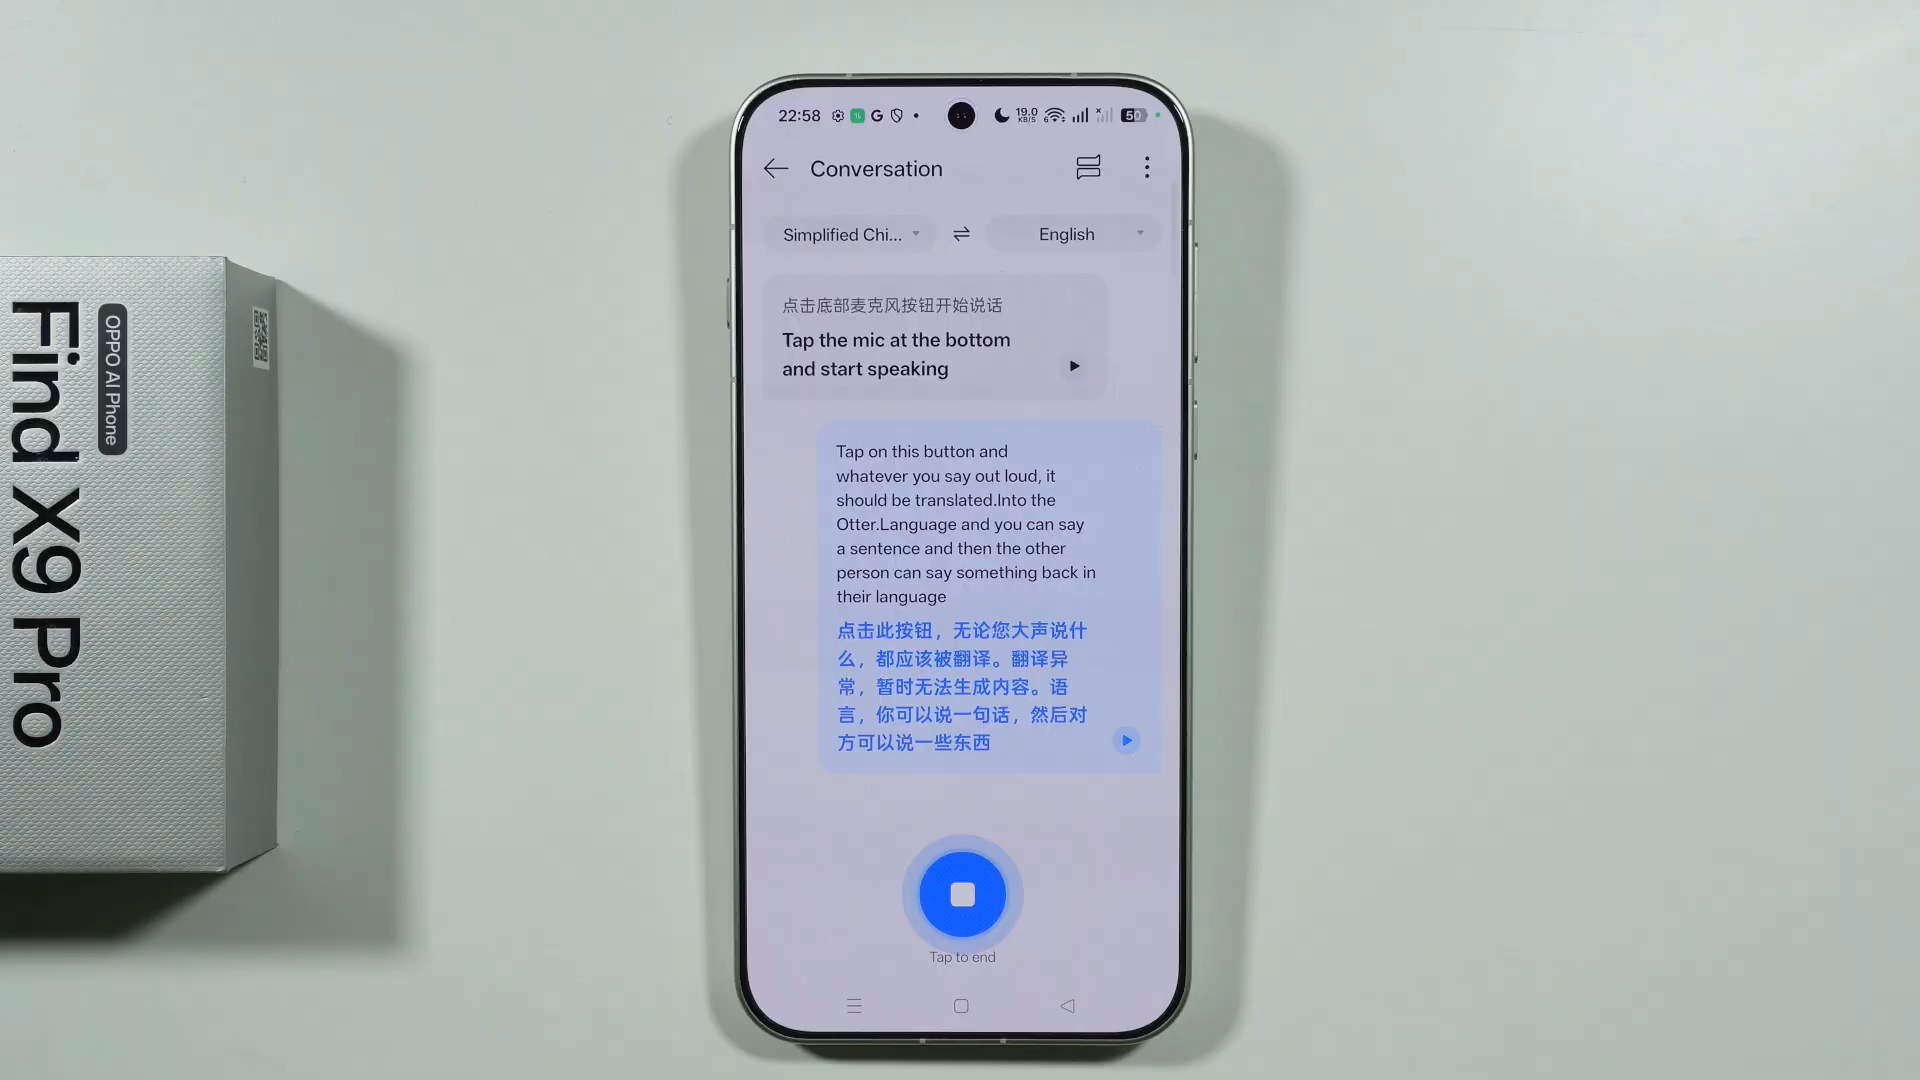 OPPO AI Phone
Find X9 Pro
22:58
19.0
KB/S
6
50
Conversation
Simplified Chi...
English
点击底部麦克风按钮开始说话
Tap the mic at the bottom
and start speaking
Tap on this button and
whatever you say out loud, it
should be translated.Into the
Otter.Language and you can say
a sentence and then the other
person can say something back in
their language
点击此按钮，无论您大声说什
么，都应该被翻译。翻译异
常，暂时无法生成内容。语
言，你可以说一句话，然后对
方可以说一些东西
Tap to end